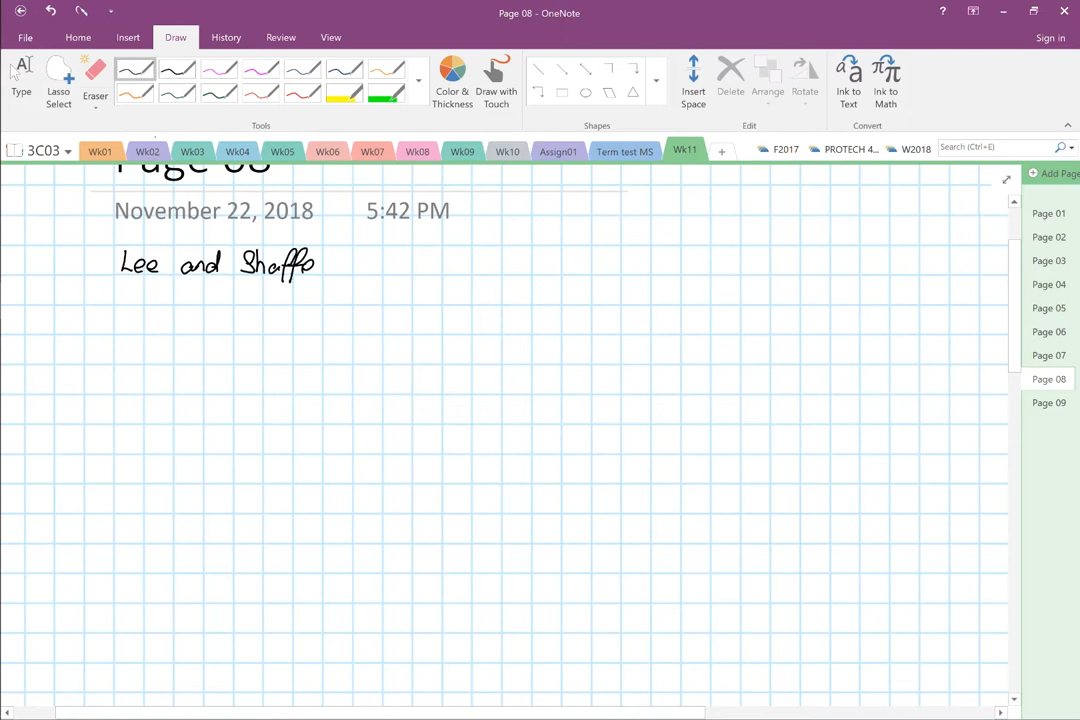 Page 08 - OneNote
?
File
Home
Insert
Draw
History
Review
View
Sign in
Type
Lasso Select
Eraser
Color & Thickness
Draw with Touch
Insert Space
Delete
Arrange
Rotate
Ink to Text
Ink to Math
Tools
Shapes
Edit
Convert
3C03
Wk01
Wk02
Wk03
Wk04
Wk05
Wk06
Wk07
Wk08
Wk09
Wk10
Assign01
Term test MS
Wk11
F2017
PROTECH 4...
W2018
Search (Ctrl+E)
Page 08
November 22, 2018 5:42 PM
Lee and Shaffo
Add Page
Page 01
Page 02
Page 03
Page 04
Page 05
Page 06
Page 07
Page 08
Page 09